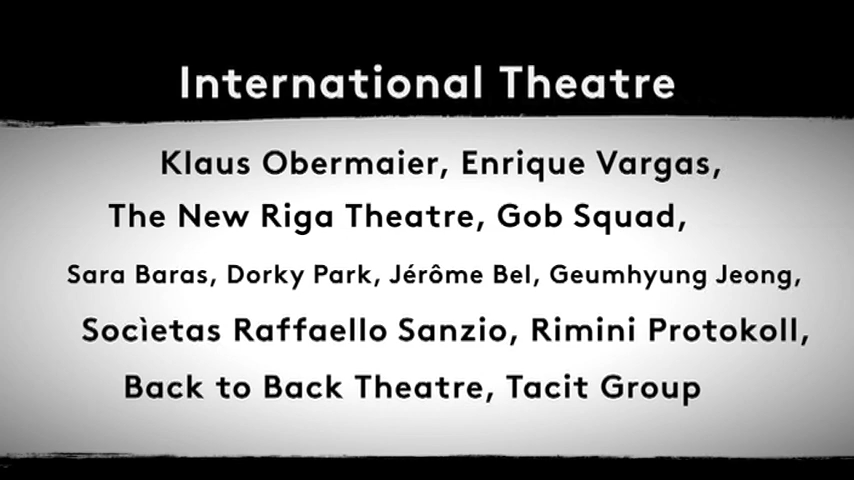 International Theatre
Klaus Obermaier, Enrique Vargas,
The New Riga Theatre, Gob Squad,
Sara Baras, Dorky Park, Jérôme Bel, Geumhyung Jeong,
Socìetas Raffaello Sanzio, Rimini Protokoll,
Back to Back Theatre, Tacit Group